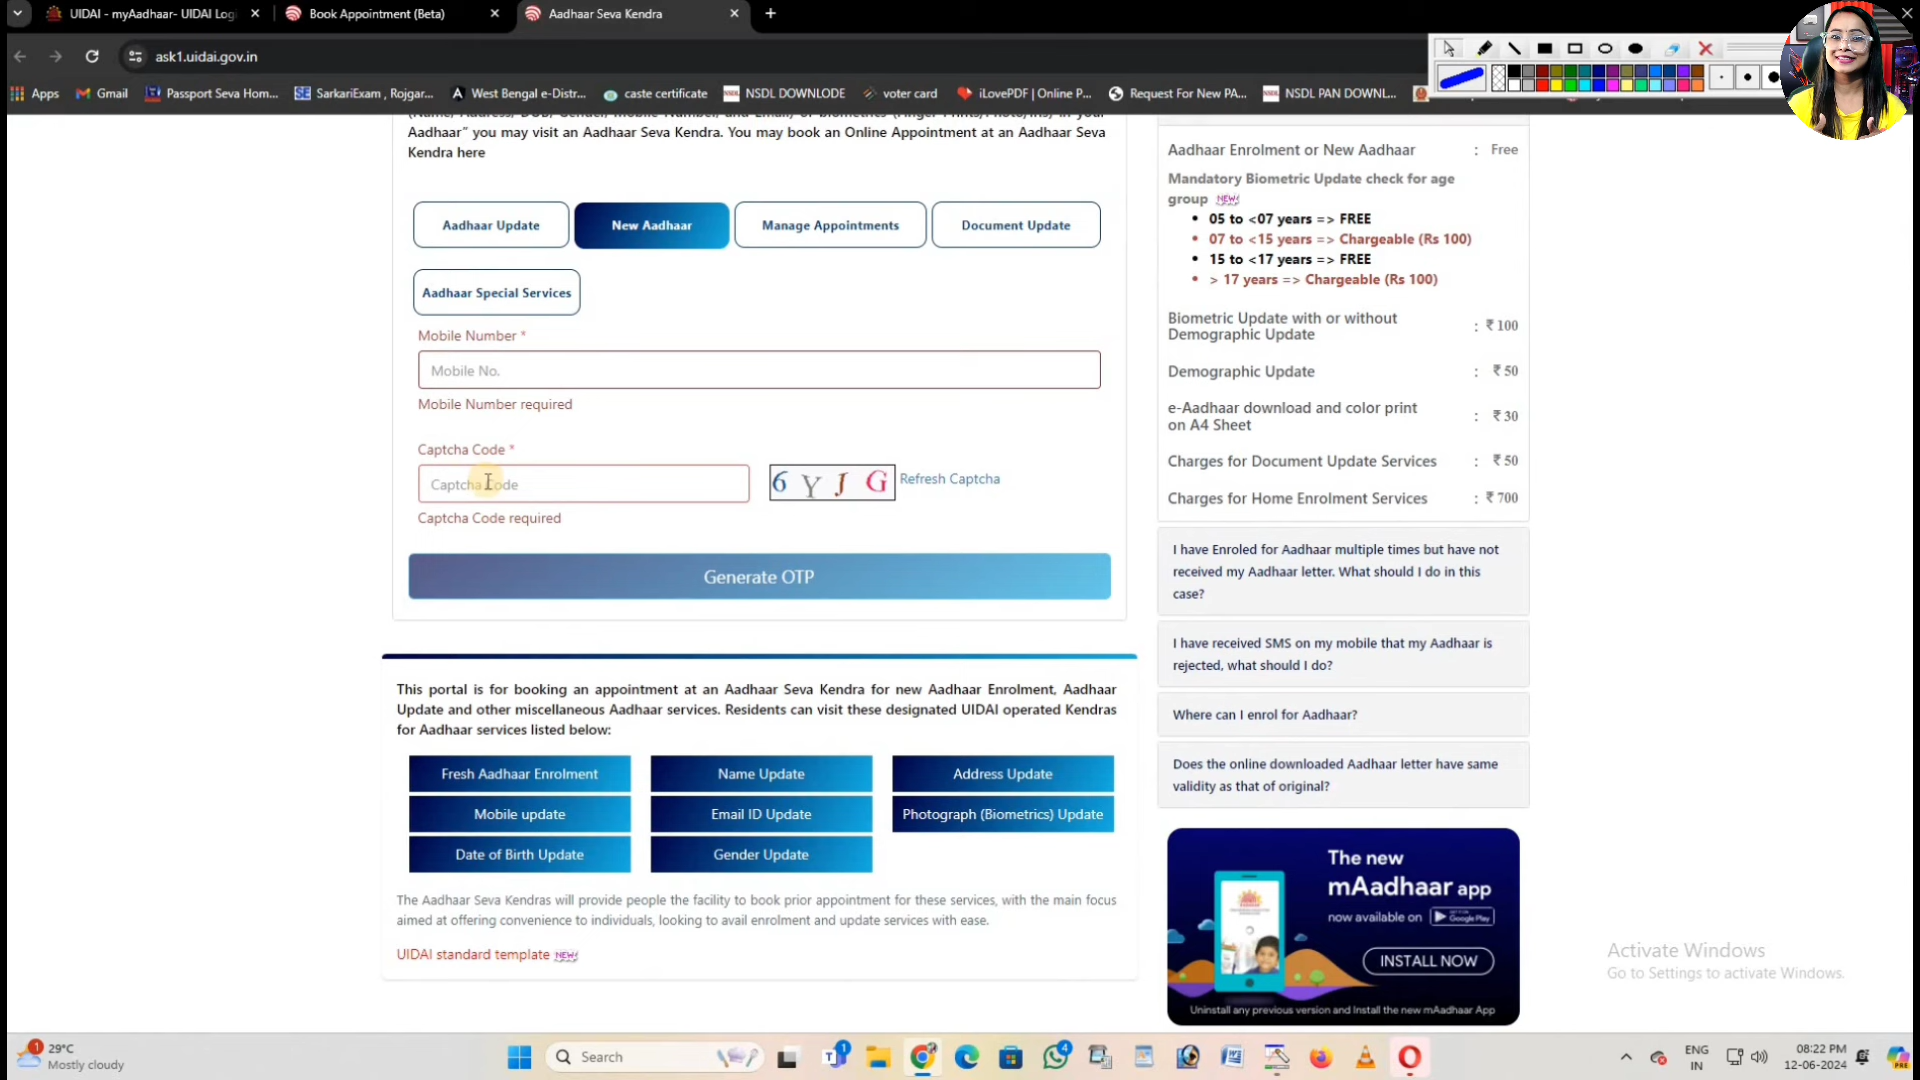 UIDAI - myAadhaar- UIDAI Logi
Book Appointment (Beta)
Aadhaar Seva Kendra
ask1.uidai.gov.in
Apps
Gmail
Passport Seva Hom...
SarkariExam , Rojgar...
West Bengal e-Distr...
caste certificate
NSDL DOWNLODE
voter card
iLovePDF | Online P...
Request For New PA...
NSDL PAN DOWNL...
Aadhaar” you may visit an Aadhaar Seva Kendra. You may book an Online Appointment at an Aadhaar Seva
Kendra here
Aadhaar Update
New Aadhaar
Manage Appointments
Document Update
Aadhaar Special Services
Mobile Number *
Mobile No.
Mobile Number required
Captcha Code *
Captcha Code
6 Y J G
Refresh Captcha
Captcha Code required
Generate OTP
This portal is for booking an appointment at an Aadhaar Seva Kendra for new Aadhaar Enrolment, Aadhaar
Update and other miscellaneous Aadhaar services. Residents can visit these designated UIDAI operated Kendras
for Aadhaar services listed below:
Fresh Aadhaar Enrolment
Name Update
Address Update
Mobile update
Email ID Update
Photograph (Biometrics) Update
Date of Birth Update
Gender Update
The Aadhaar Seva Kendras will provide people the facility to book prior appointment for these services, with the main focus
aimed at offering convenience to individuals, looking to avail enrolment and update services with ease.
UIDAI standard template NEW
Aadhaar Enrolment or New Aadhaar : Free
Mandatory Biometric Update check for age
group NEW
• 05 to <07 years => FREE
• 07 to <15 years => Chargeable (Rs 100)
• 15 to <17 years => FREE
• > 17 years => Chargeable (Rs 100)
Biometric Update with or without
Demographic Update : ₹ 100
Demographic Update : ₹ 50
e-Aadhaar download and color print
on A4 Sheet : ₹ 30
Charges for Document Update Services : ₹ 50
Charges for Home Enrolment Services : ₹ 700
I have Enroled for Aadhaar multiple times but have not
received my Aadhaar letter. What should I do in this
case?
I have received SMS on my mobile that my Aadhaar is
rejected, what should I do?
Where can I enrol for Aadhaar?
Does the online downloaded Aadhaar letter have same
validity as that of original?
The new
mAadhaar app
now available on Google Play
INSTALL NOW
Uninstall any previous version and Install the new mAadhaar App
Activate Windows
Go to Settings to activate Windows.
1
29°C
Mostly cloudy
Search
1
4
ENG
IN
08:22 PM
12-06-2024